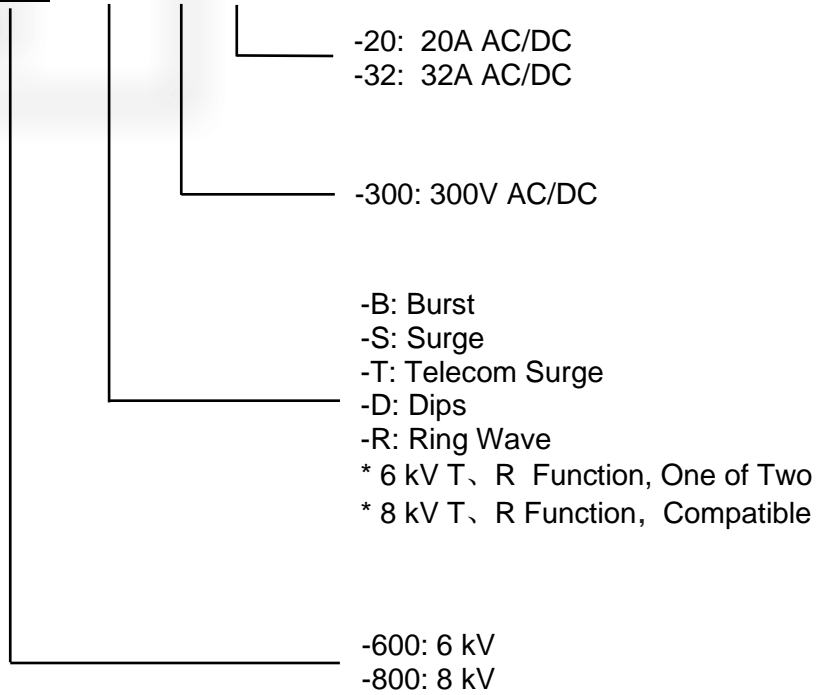 -20: 20A AC/DC
-32: 32A AC/DC
-300: 300V AC/DC
-B: Burst
-S: Surge
-T: Telecom Surge
-D: Dips
-R: Ring Wave
* 6 kV T、R Function, One of Two
* 8 kV T、R Function， Compatible
-600: 6 kV
-800: 8 kV